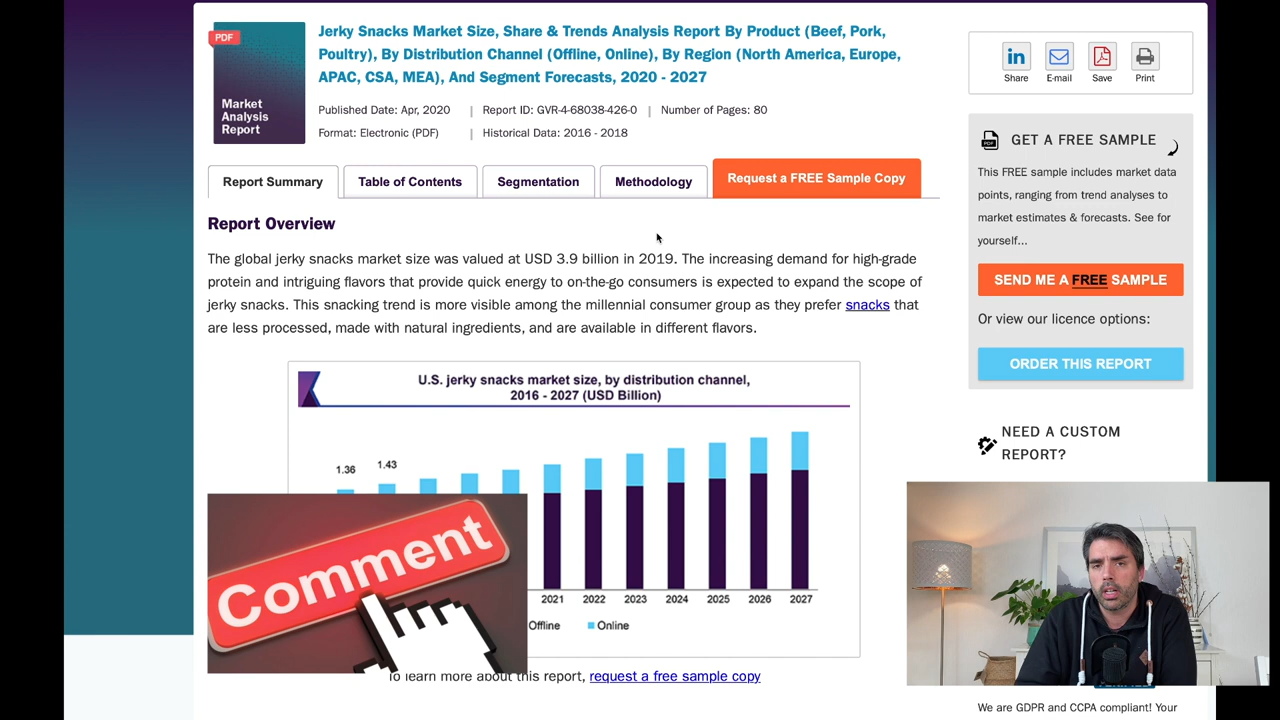 PDF
Market
Analysis
Report
Jerky Snacks Market Size, Share & Trends Analysis Report By Product (Beef, Pork,
Poultry), By Distribution Channel (Offline, Online), By Region (North America, Europe,
APAC, CSA, MEA), And Segment Forecasts, 2020 - 2027
Published Date: Apr, 2020 | Report ID: GVR-4-68038-426-0 | Number of Pages: 80
Format: Electronic (PDF) | Historical Data: 2016 - 2018
Share E-mail Save Print
Report Summary Table of Contents Segmentation Methodology Request a FREE Sample Copy
Report Overview
The global jerky snacks market size was valued at USD 3.9 billion in 2019. The increasing demand for high-grade
protein and intriguing flavors that provide quick energy to on-the-go consumers is expected to expand the scope of
jerky snacks. This snacking trend is more visible among the millennial consumer group as they prefer snacks that
are less processed, made with natural ingredients, and are available in different flavors.
U.S. jerky snacks market size, by distribution channel,
2016 - 2027 (USD Billion)
1.36 1.43
2021 2022 2023 2024 2025 2026 2027
Offline Online
Comment
To learn more about this report, request a free sample copy
GET A FREE SAMPLE
This FREE sample includes market data
points, ranging from trend analyses to
market estimates & forecasts. See for
yourself...
SEND ME A FREE SAMPLE
Or view our licence options:
ORDER THIS REPORT
NEED A CUSTOM
REPORT?
We are GDPR and CCPA compliant! Your